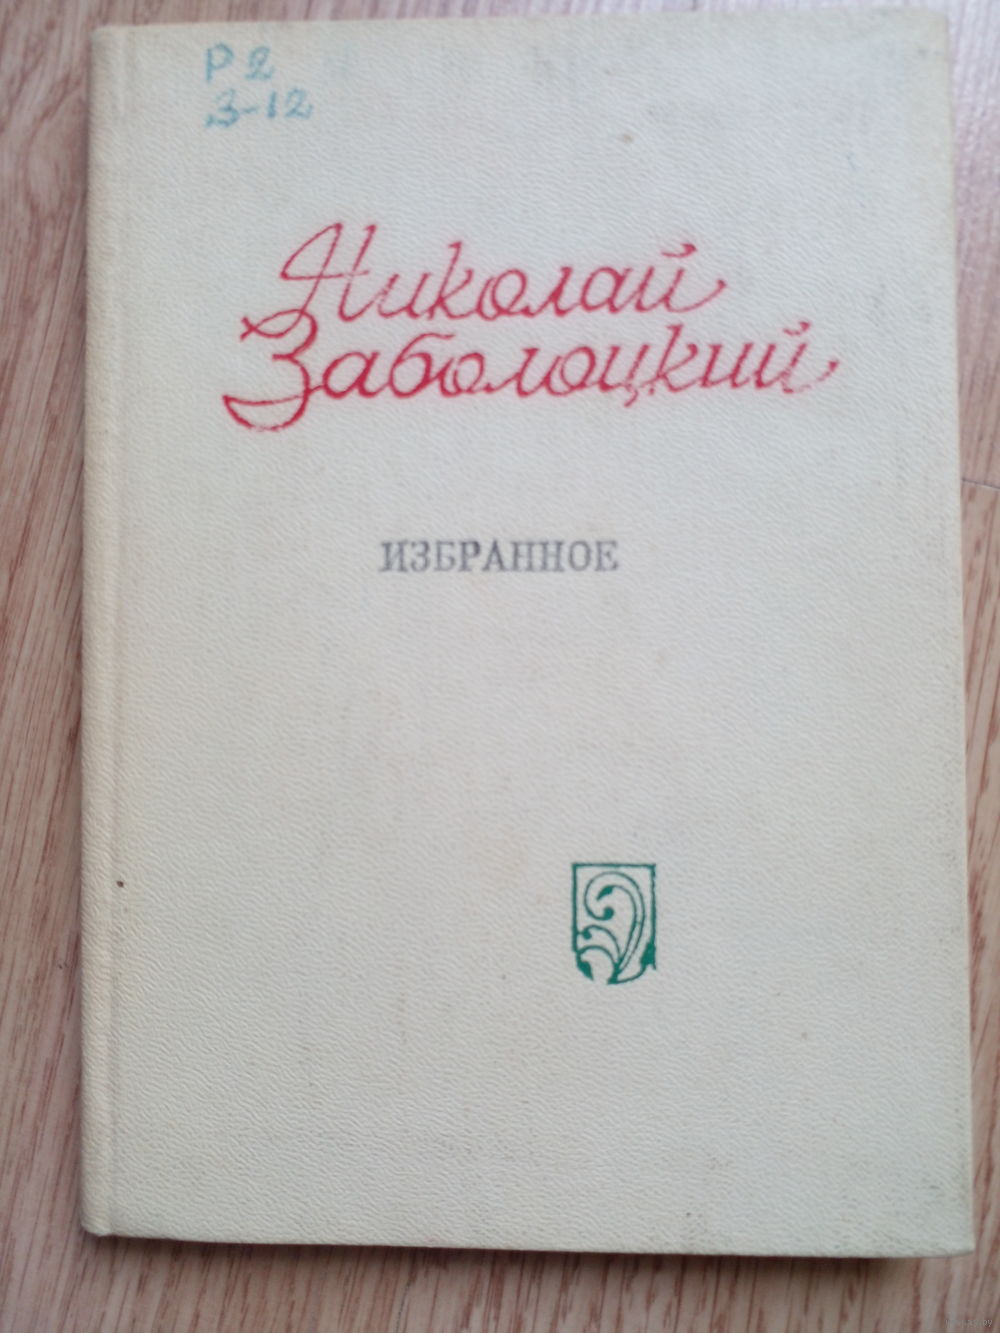 Р2
З-12
Николай
Заболоцкий
ИЗБРАННОЕ